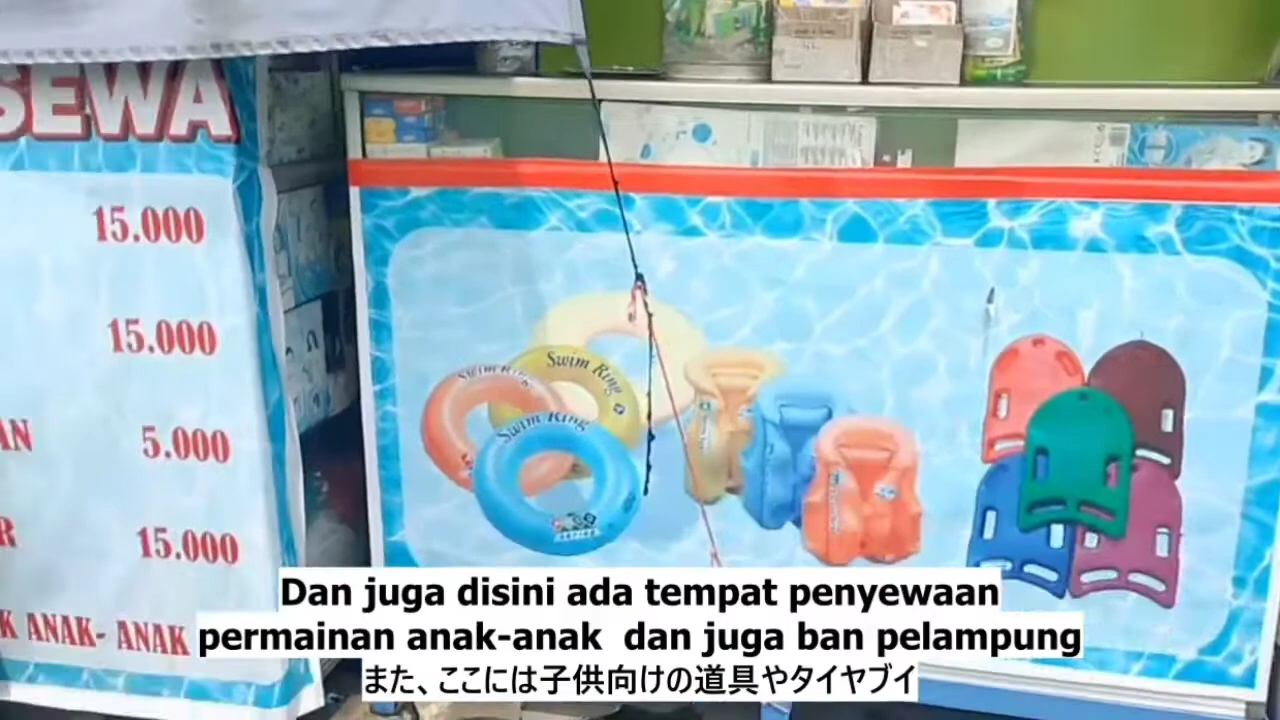 SEWA
15.000
15.000
AN 5.000
R 15.000
K ANAK- ANAK
Swim Ring
Swim Ring
Swim Ring
Dan juga disini ada tempat penyewaan
permainan anak-anak dan juga ban pelampung
また、ここには子供向けの道具やタイヤブイ